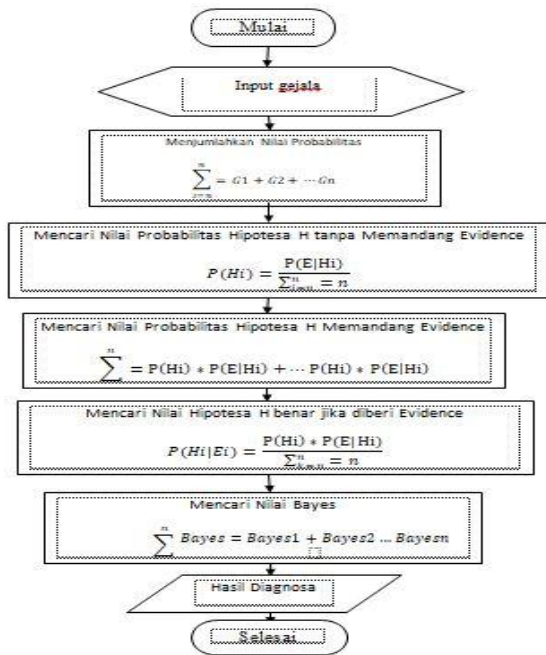 Mulai
Input gejala
Menjumlahkan Nilai Probabilitas
∑ⁿ = G1 + G2 + ⋯ Gn
Mencari Nilai Probabilitas Hipotesa H tanpa Memandang Evidence
P(Hi) = P(E|Hi) / ∑ⁿ = n
Mencari Nilai Probabilitas Hipotesa H Memandang Evidence
∑ⁿ = P(Hi) ∗ P(E|Hi) + ⋯ P(Hi) ∗ P(E|Hi)
Mencari Nilai Hipotesa H benar jika diberi Evidence
P(Hi|Ei) = P(Hi) ∗ P(E|Hi) / ∑ⁿ = n
Mencari Nilai Bayes
∑ⁿ Bayes = Bayes1 + Bayes2 … Bayesn
Hasil Diagnosa
Selesai